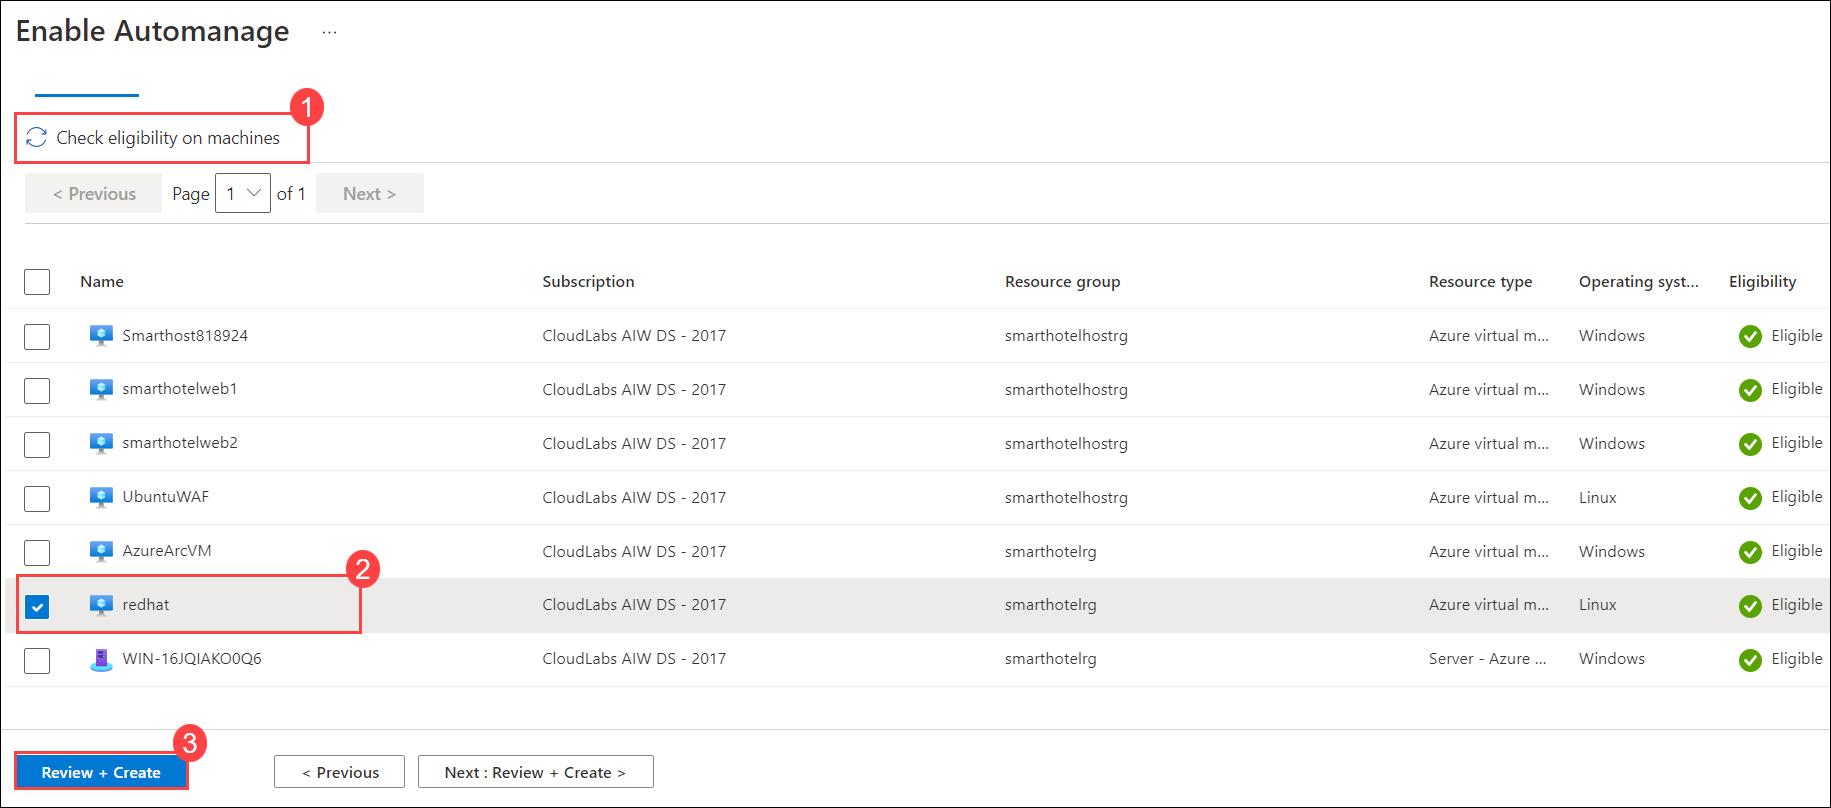 Enable Automanage ...
1
Check eligibility on machines
< Previous Page 1 of 1 Next >
Name Subscription Resource group Resource type Operating syst... Eligibility
Smarthost818924 CloudLabs AIW DS - 2017 smarthotelhostrg Azure virtual m... Windows Eligible
smarthotelweb1 CloudLabs AIW DS - 2017 smarthotelhostrg Azure virtual m... Windows Eligible
smarthotelweb2 CloudLabs AIW DS - 2017 smarthotelhostrg Azure virtual m... Windows Eligible
UbuntuWAF CloudLabs AIW DS - 2017 smarthotelhostrg Azure virtual m... Linux Eligible
AzureArcVM CloudLabs AIW DS - 2017 smarthotelrg Azure virtual m... Windows Eligible
2
redhat CloudLabs AIW DS - 2017 smarthotelrg Azure virtual m... Linux Eligible
WIN-16JQIAKO0Q6 CloudLabs AIW DS - 2017 smarthotelrg Server - Azure ... Windows Eligible
3
Review + Create < Previous Next : Review + Create >